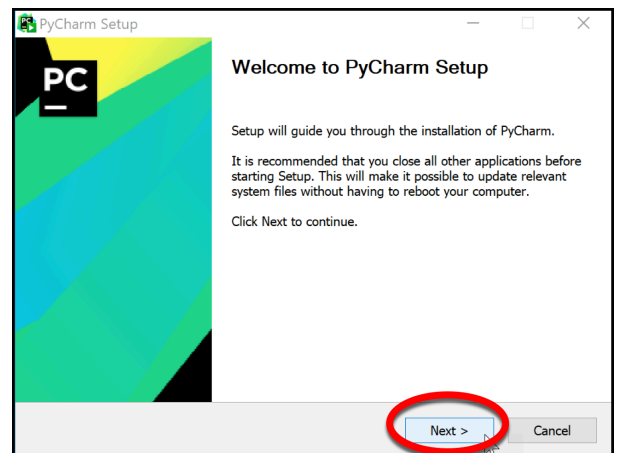 PyCharm Setup
PC
Welcome to PyCharm Setup
Setup will guide you through the installation of PyCharm.
It is recommended that you close all other applications before
starting Setup. This will make it possible to update relevant
system files without having to reboot your computer.
Click Next to continue.
Next >
Cancel